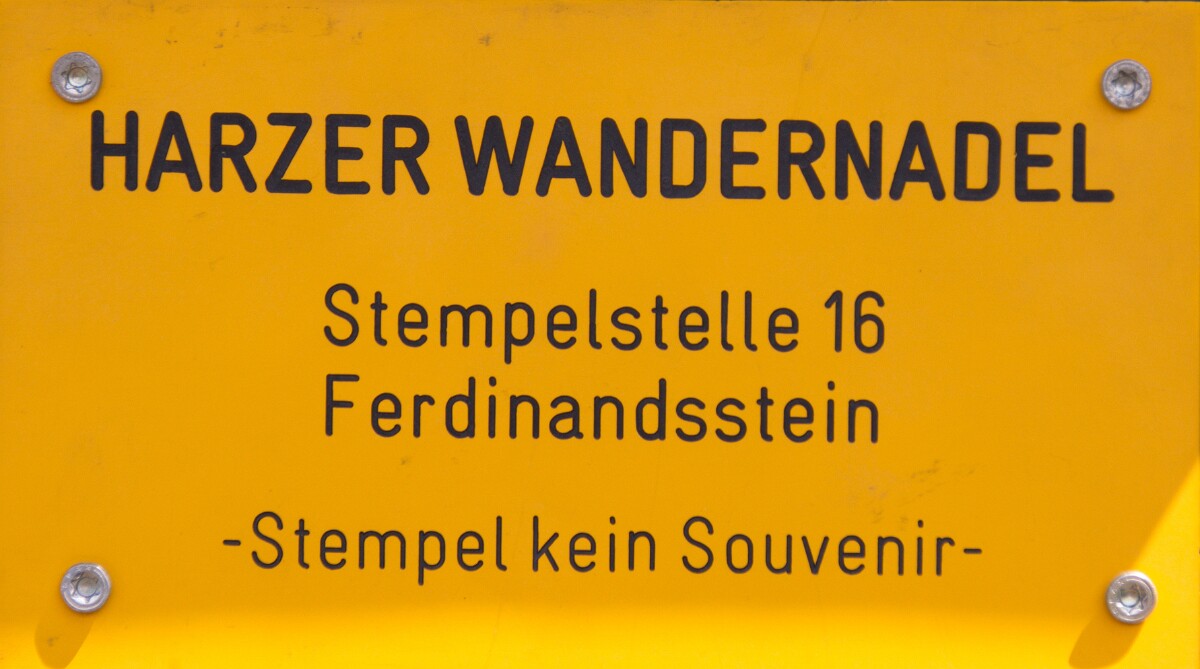 HARZER WANDERNADEL
Stempelstelle 16
Ferdinandsstein
-Stempel kein Souvenir-